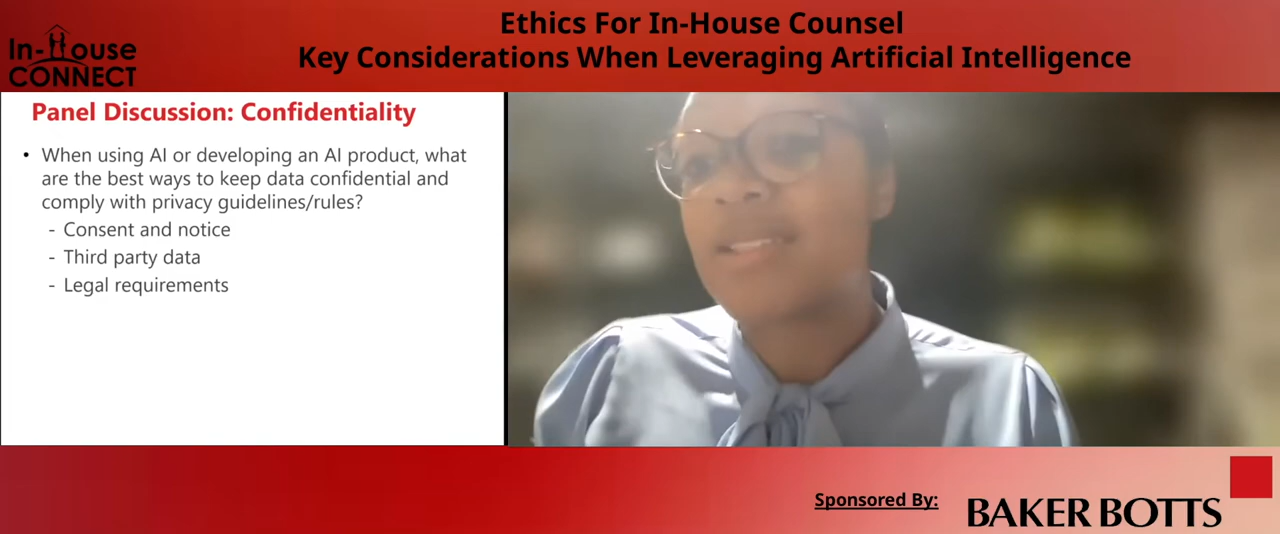 Ethics For In-House Counsel
Key Considerations When Leveraging Artificial Intelligence
In-House
CONNECT
Panel Discussion: Confidentiality
• When using AI or developing an AI product, what
are the best ways to keep data confidential and
comply with privacy guidelines/rules?
- Consent and notice
- Third party data
- Legal requirements
Sponsored By:
BAKER BOTTS